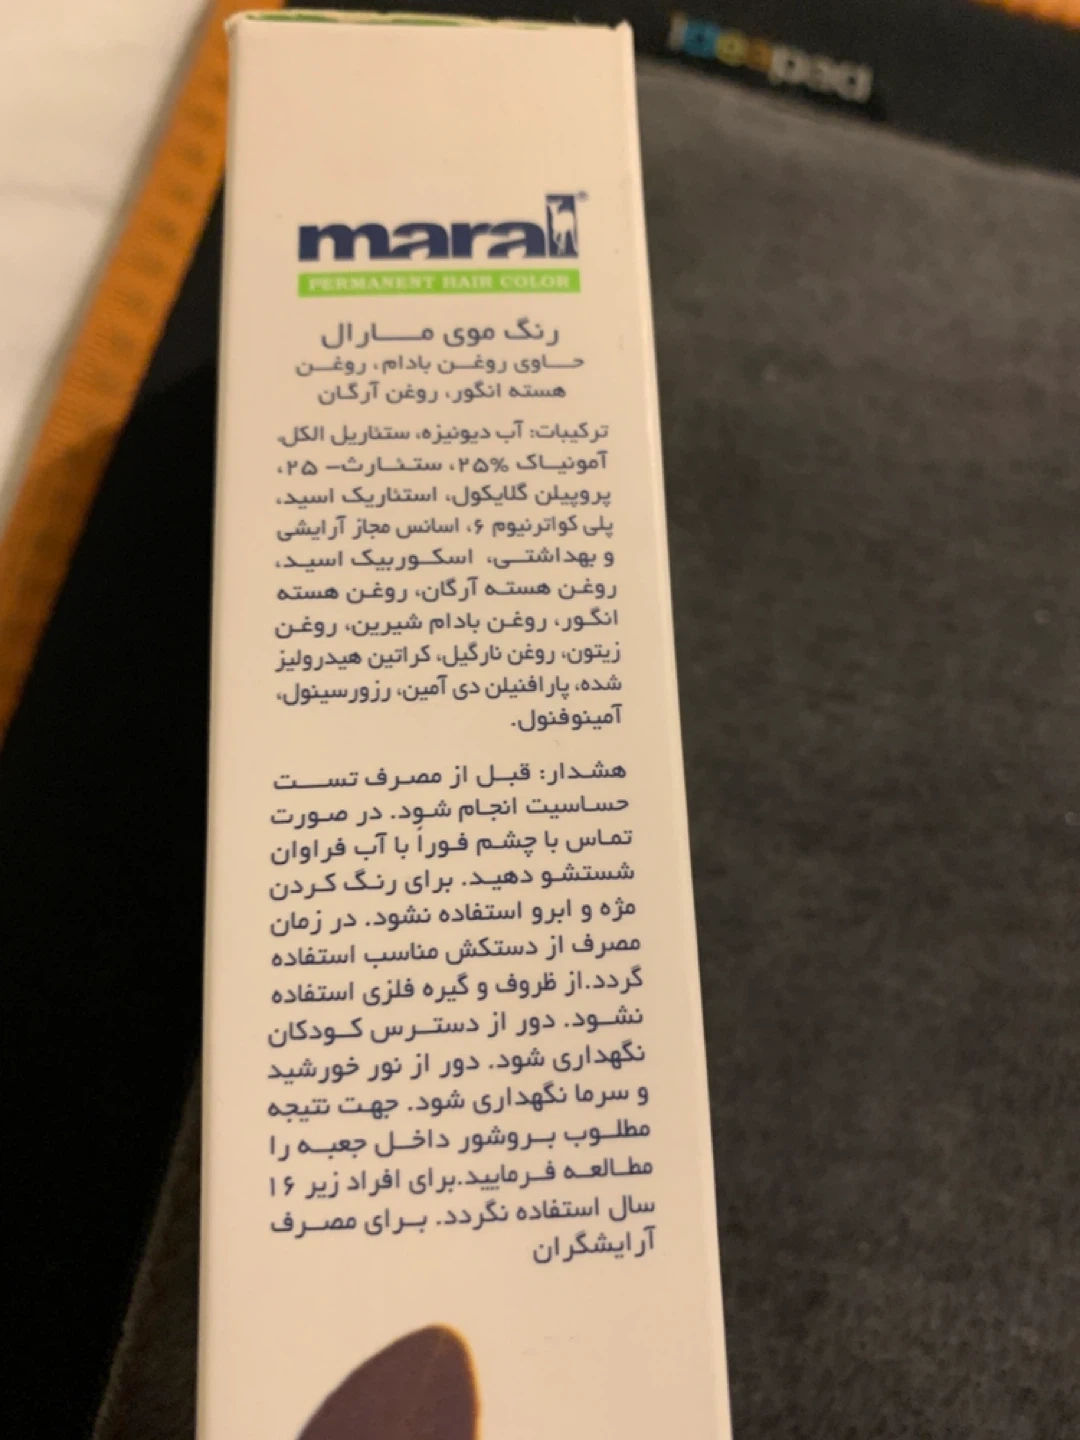 ideapad
maral®
PERMANENT HAIR COLOR
رنگ موی مارال
حاوی روغن بادام، روغن
هسته انگور، روغن آرگان
ترکیبات: آب دیونیزه، ستئاریل الکل،
آمونیاک ۲۵%، ستئارث- ۲۵،
پروپیلن گلایکول، استئاریک اسید،
پلی کواترنیوم ۶، اسانس مجاز آرایشی
و بهداشتی، اسکوربیک اسید،
روغن هسته آرگان، روغن هسته
انگور، روغن بادام شیرین، روغن
زیتون، روغن نارگیل، کراتین هیدرولیز
شده، پارافنیلن دی آمین، رزورسینول،
آمینوفنول.
هشدار: قبل از مصرف تست
حساسیت انجام شود. در صورت
تماس با چشم فوراً با آب فراوان
شستشو دهید. برای رنگ کردن
مژه و ابرو استفاده نشود. در زمان
مصرف از دستکش مناسب استفاده
گردد.از ظروف و گیره فلزی استفاده
نشود. دور از دسترس کودکان
نگهداری شود. دور از نور خورشید
و سرما نگهداری شود. جهت نتیجه
مطلوب بروشور داخل جعبه را
مطالعه فرمایید.برای افراد زیر ۱۶
سال استفاده نگردد. برای مصرف
آرایشگران